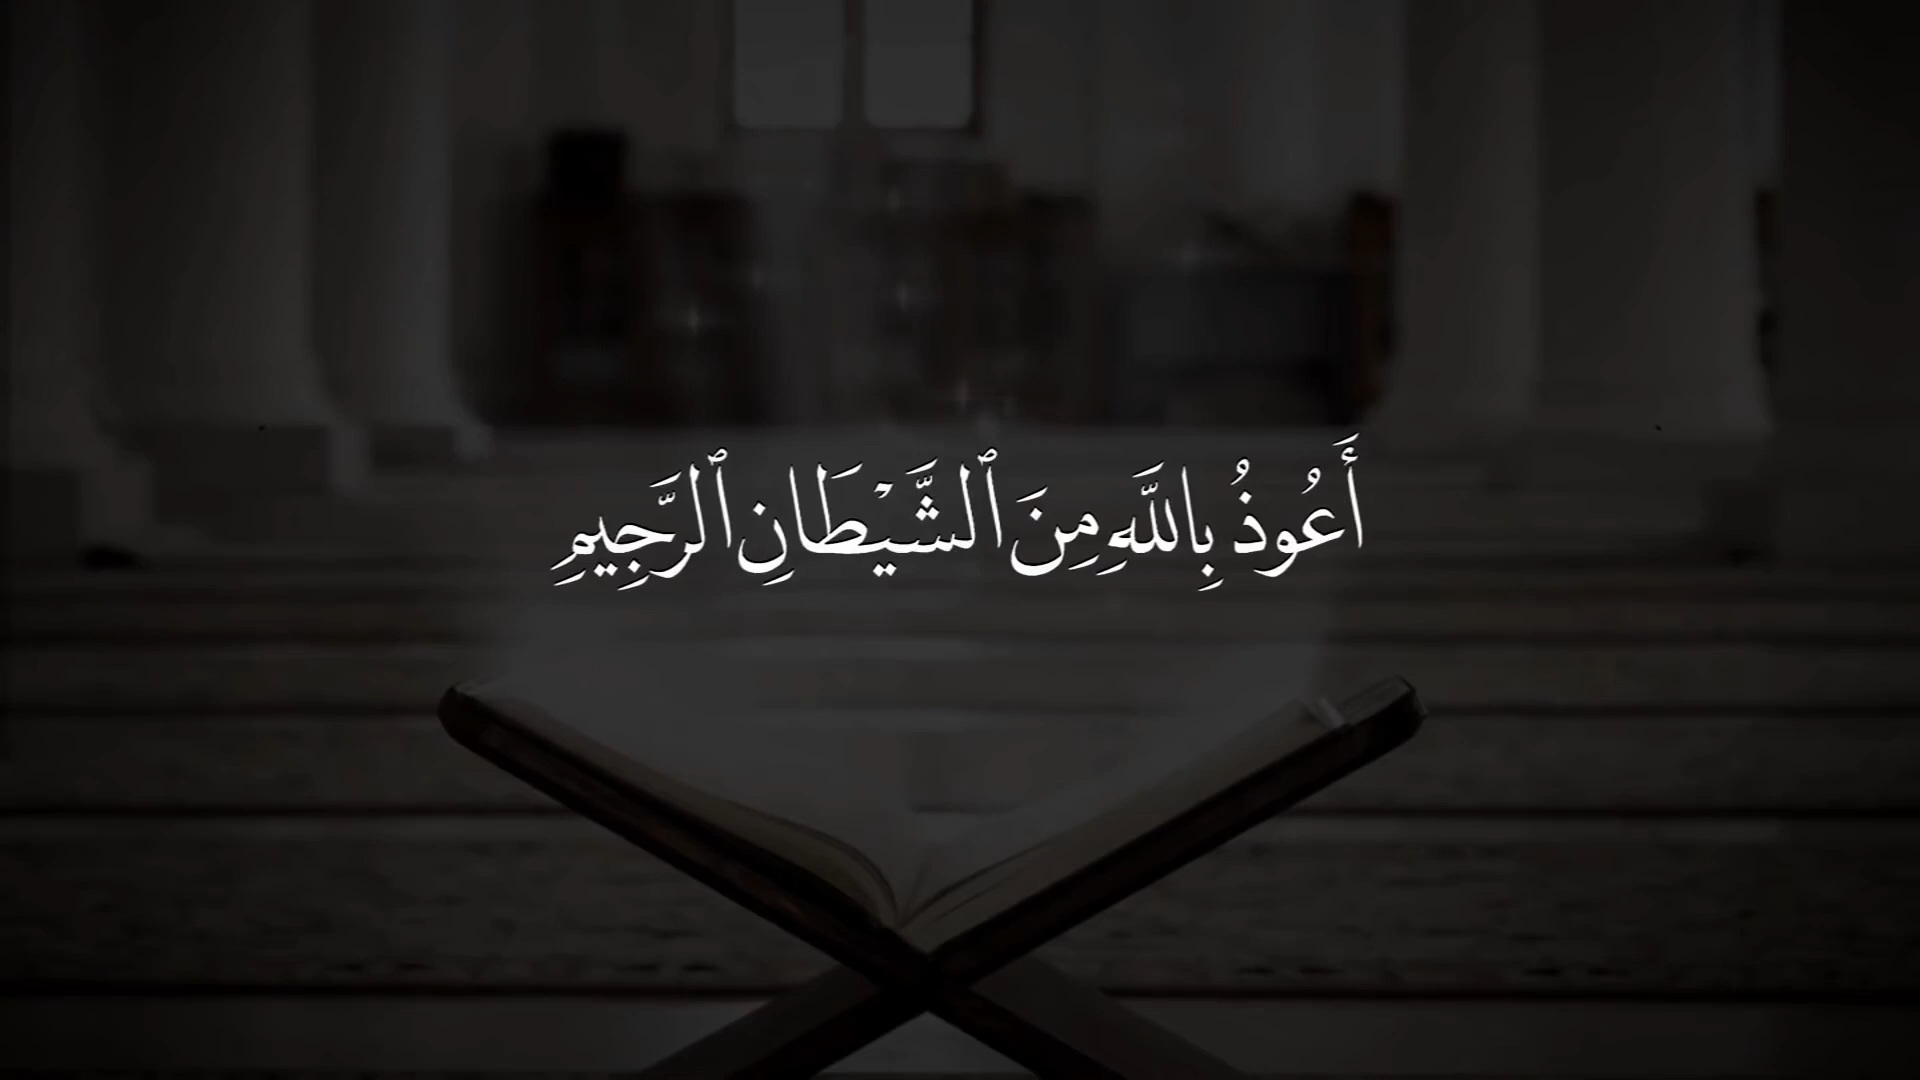 أَعُوذُ بِاللَّهِ مِنَ ٱلشَّيْطَانِ ٱلرَّجِيمِ